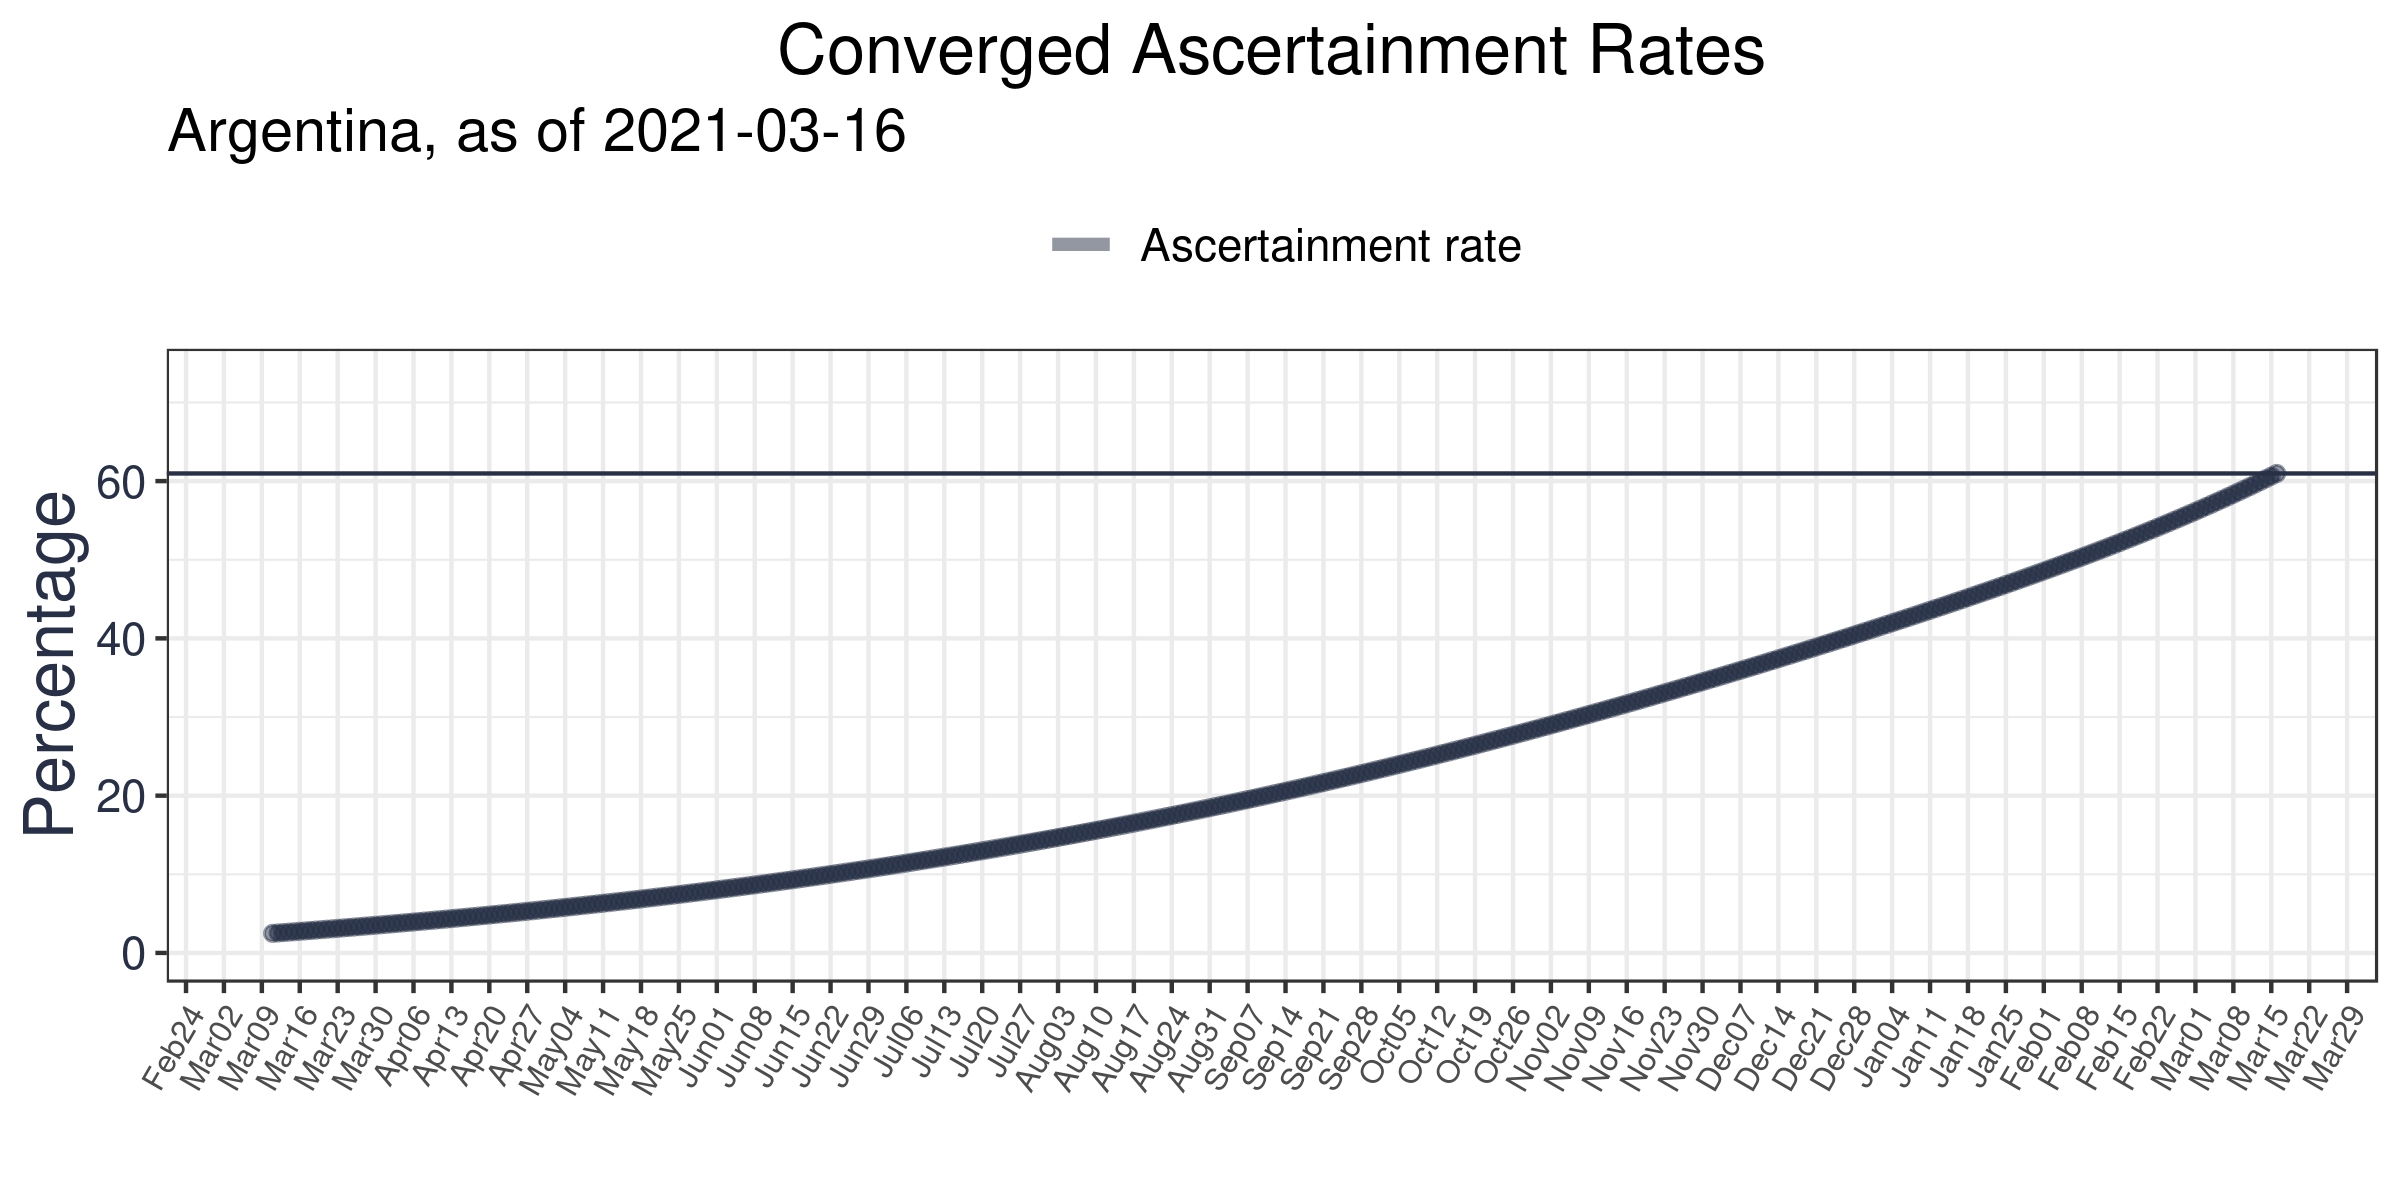 Converged Ascertainment Rates
Argentina, as of 2021-03-16
Ascertainment rate
Percentage
60
40
20
0
Feb24
Mar02
Mar09
Mar16
Mar23
Mar30
Apr06
Apr13
Apr20
Apr27
May04
May11
May18
May25
Jun01
Jun08
Jun15
Jun22
Jun29
Jul06
Jul13
Jul20
Jul27
Aug03
Aug10
Aug17
Aug24
Aug31
Sep07
Sep14
Sep21
Sep28
Oct05
Oct12
Oct19
Oct26
Nov02
Nov09
Nov16
Nov23
Nov30
Dec07
Dec14
Dec21
Dec28
Jan04
Jan11
Jan18
Jan25
Feb01
Feb08
Feb15
Feb22
Mar01
Mar08
Mar15
Mar22
Mar29